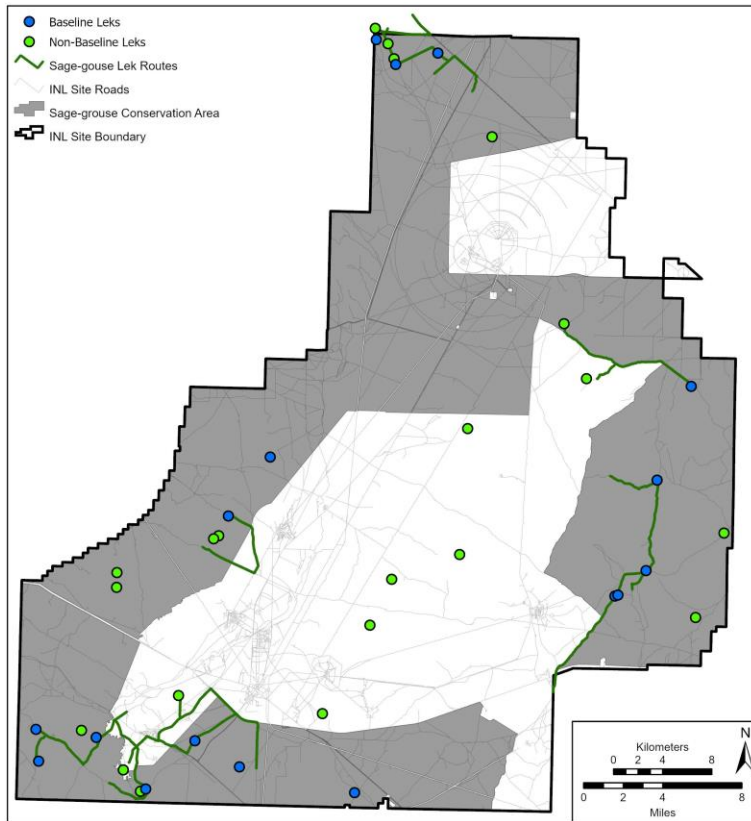 Baseline Leks
Non-Baseline Leks
Sage-gouse Lek Routes
INL Site Roads
Sage-grouse Conservation Area
INL Site Boundary
N
Kilometers
0 2 4 8
0 2 4 8
Miles